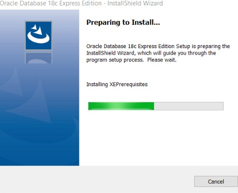 Oracle Database 18c Express Edition - InstallShield Wizard
Preparing to Install...
Oracle Database 18c Express Edition Setup is preparing the
InstallShield Wizard, which will guide you through the
program setup process. Please wait.
Installing XEPrerequisites
Cancel